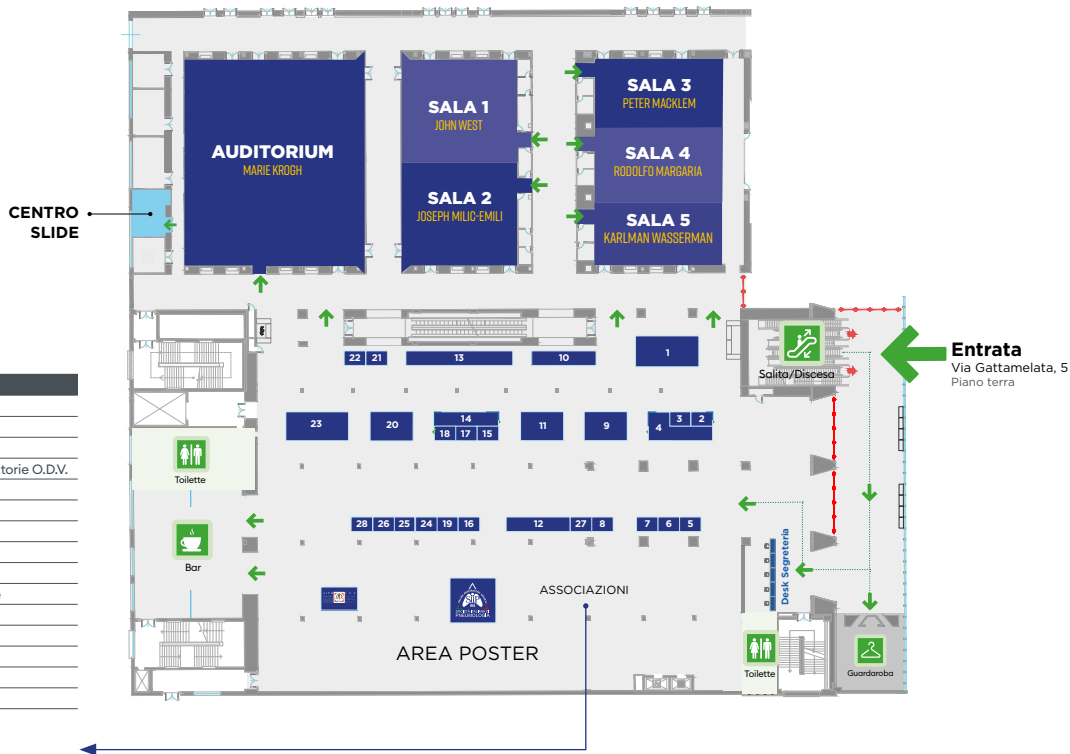 AUDITORIUM
MARIE KROGH
SALA 1
JOHN WEST
SALA 2
JOSEPH MILIC-EMILI
SALA 3
PETER MACKLEM
SALA 4
RODOLFO MARGARIA
SALA 5
KARLMAN WASSERMAN
CENTRO
SLIDE
Entrata
Via Gattamelata, 5
Piano terra
Salita/Discesa
22 21 13 10 1
23 20 14 11 9 4 3 2
18 17 15
torie O.D.V.
Toilette
28 26 25 24 19 16 12 27 8 7 6 5
Bar
Desk Segreteria
ASSOCIAZIONI
PNEUMOLOGIA
AREA POSTER
Toilette
Guardaroba